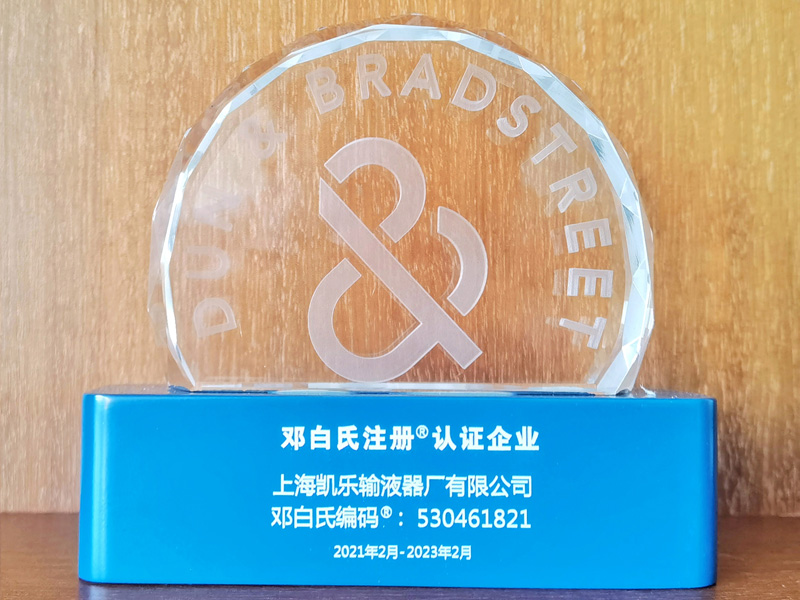 DUN & BRADSTREET
&
邓白氏注册®认证企业
上海凯乐输液器厂有限公司
邓白氏编码®：530461821
2021年2月-2023年2月